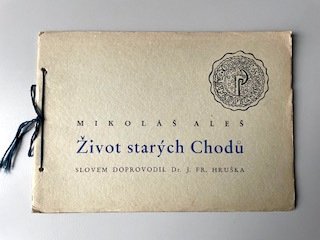 MIKOLÁŠ ALEŠ
Život starých Chodů
SLOVEM DOPROVODIL Dr. J. FR. HRUŠKA